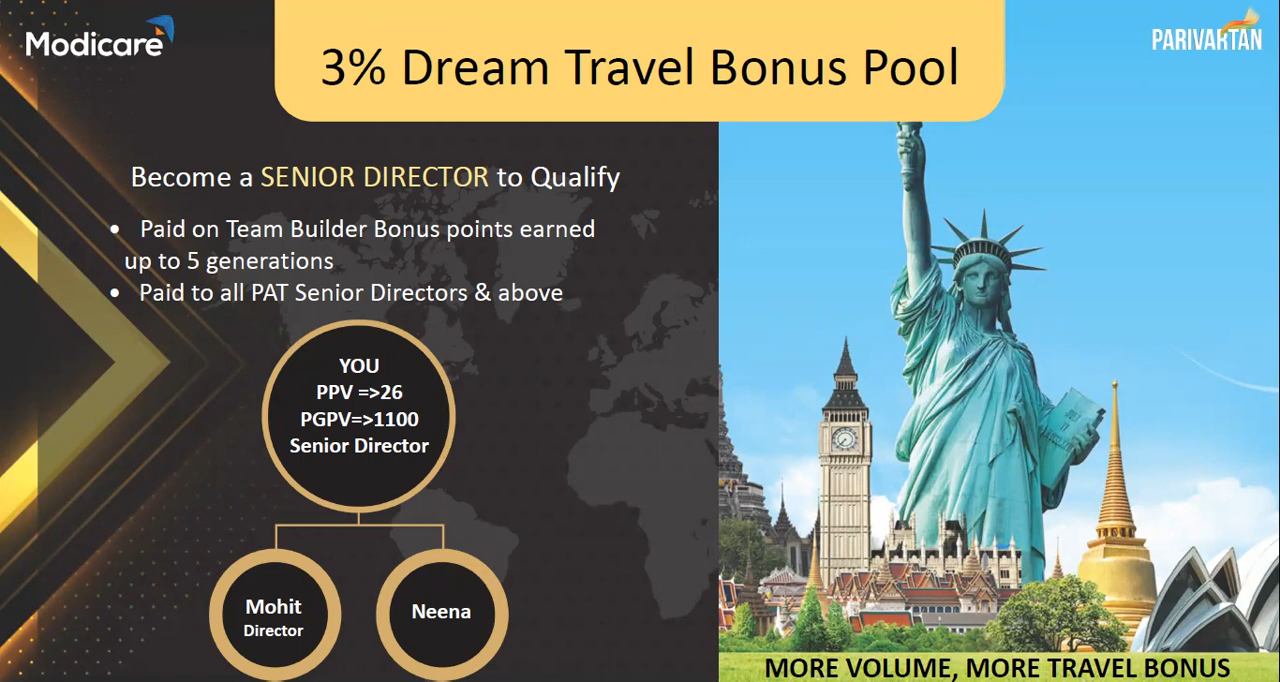 Modicare
PARIVARTAN
3% Dream Travel Bonus Pool
Become a SENIOR DIRECTOR to Qualify
• Paid on Team Builder Bonus points earned
up to 5 generations
• Paid to all PAT Senior Directors & above
YOU
PPV =>26
PGPV=>1100
Senior Director
Mohit
Director
Neena
MORE VOLUME, MORE TRAVEL BONUS